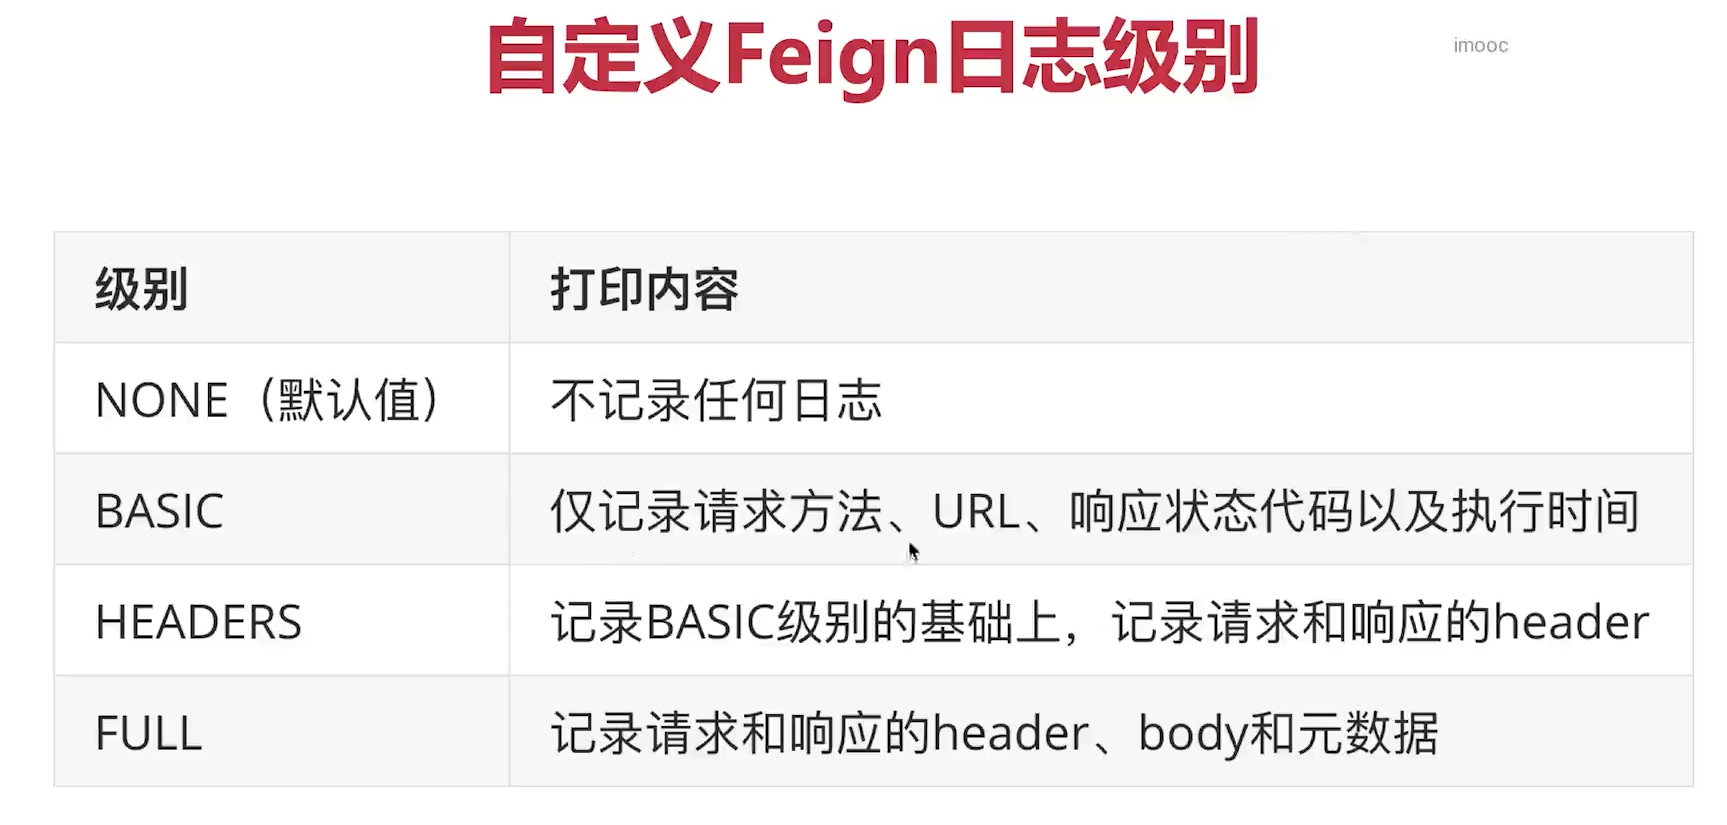 自定义Feign日志级别
imooc
级别 打印内容
NONE（默认值） 不记录任何日志
BASIC 仅记录请求方法、URL、响应状态代码以及执行时间
HEADERS 记录BASIC级别的基础上，记录请求和响应的header
FULL 记录请求和响应的header、body和元数据